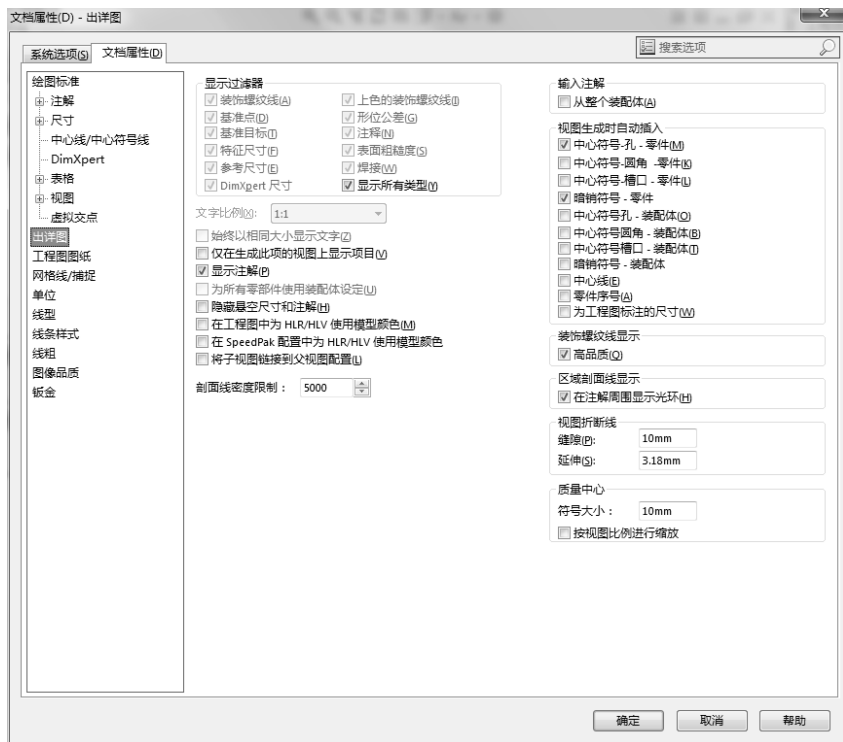 文档属性(D) - 出详图
系统选项(S)
文档属性(D)
搜索选项
绘图标准
注解
尺寸
中心线/中心符号线
DimXpert
表格
视图
虚拟交点
出详图
工程图图纸
网格线/捕捉
单位
线型
线条样式
线粗
图像品质
钣金
显示过滤器
装饰螺纹线(A)
上色的装饰螺纹线(I)
基准点(D)
形位公差(G)
基准目标(T)
注释(N)
特征尺寸(F)
表面粗糙度(S)
参考尺寸(E)
焊接(W)
DimXpert 尺寸
显示所有类型(Y)
文字比例(X):
1:1
始终以相同大小显示文字(Z)
仅在生成此项的视图上显示项目(V)
显示注解(P)
为所有零部件使用装配体设定(U)
隐藏悬空尺寸和注解(H)
在工程图中为 HLR/HLV 使用模型颜色(M)
在 SpeedPak 配置中为 HLR/HLV 使用模型颜色
将子视图链接到父视图配置(L)
剖面线密度限制：
5000
输入注解
从整个装配体(A)
视图生成时自动插入
中心符号-孔 - 零件(M)
中心符号-圆角 -零件(K)
中心符号-槽口 - 零件(L)
暗销符号 - 零件
中心符号孔 - 装配体(O)
中心符号圆角 - 装配体(B)
中心符号槽口 - 装配体(T)
暗销符号 - 装配体
中心线(E)
零件序号(A)
为工程图标注的尺寸(W)
装饰螺纹线显示
高品质(Q)
区域剖面线显示
在注解周围显示光环(H)
视图折断线
缝隙(P):
10mm
延伸(S):
3.18mm
质量中心
符号大小：
10mm
按视图比例进行缩放
确定
取消
帮助